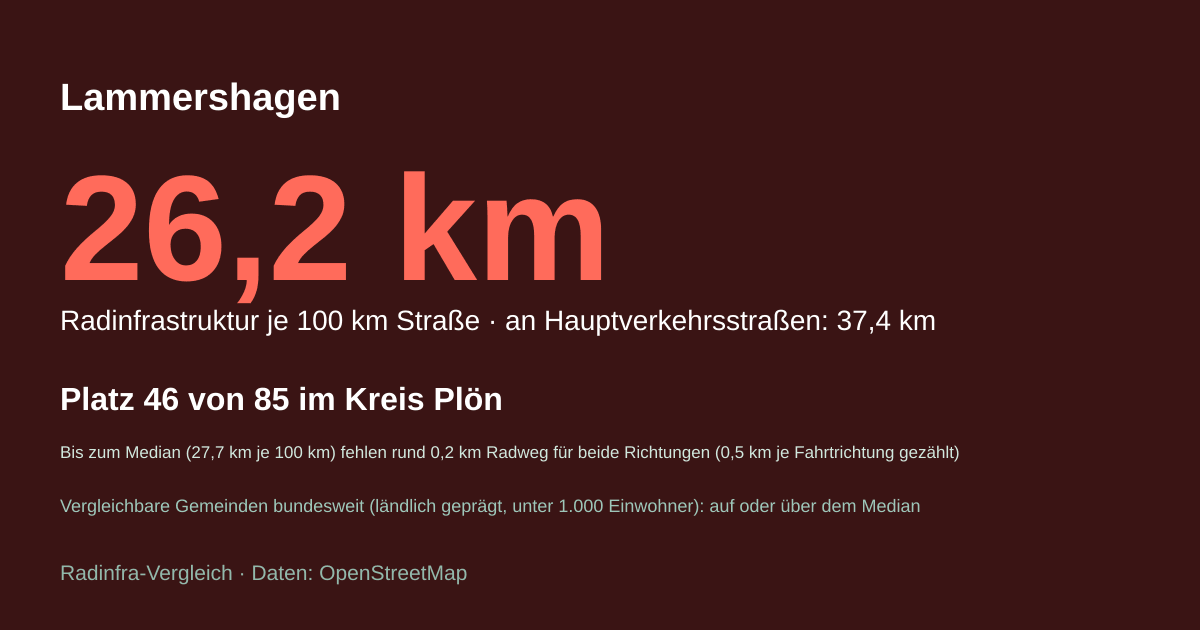 Lammershagen
26,2 km
Radinfrastruktur je 100 km Straße · an Hauptverkehrsstraßen: 37,4 km
Platz 46 von 85 im Kreis Plön
Bis zum Median (27,7 km je 100 km) fehlen rund 0,2 km Radweg für beide Richtungen (0,5 km je Fahrtrichtung gezählt)
Vergleichbare Gemeinden bundesweit (ländlich geprägt, unter 1.000 Einwohner): auf oder über dem Median
Radinfra-Vergleich · Daten: OpenStreetMap